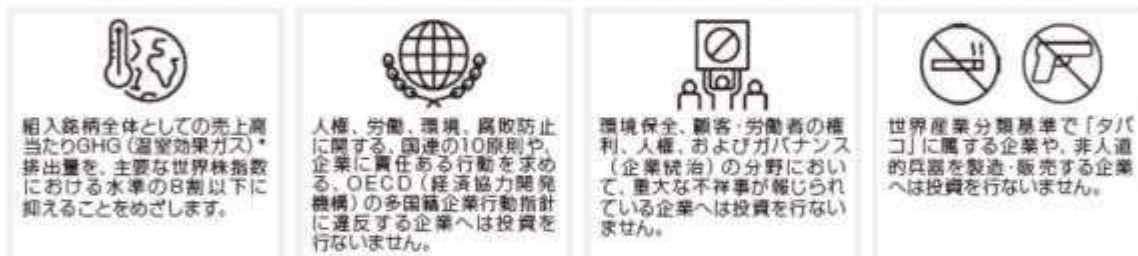 組入銘柄全体としての売上高
当たりGHG(温室効果ガス)*
排出量を、主要な世界株指数
における水準の8割以下に
抑えることをめざします。
人権、労働、環境、腐敗防止
に関する、国連の10原則や、
企業に責任ある行動を求め
る、OECD(経済協力開発
機構)の多国籍企業行動指針
に違反する企業へは投資を
行ないません。
環境保全、顧客・労働者の権
利、人権、およびガバナンス
(企業統治)の分野におい
て、重大な不祥事が報じられ
ている企業へは投資を行ない
ません。
世界産業分類基準で「タバ
コ」に属する企業や、非人道
的兵器を製造・販売する企業
へは投資を行ないません。